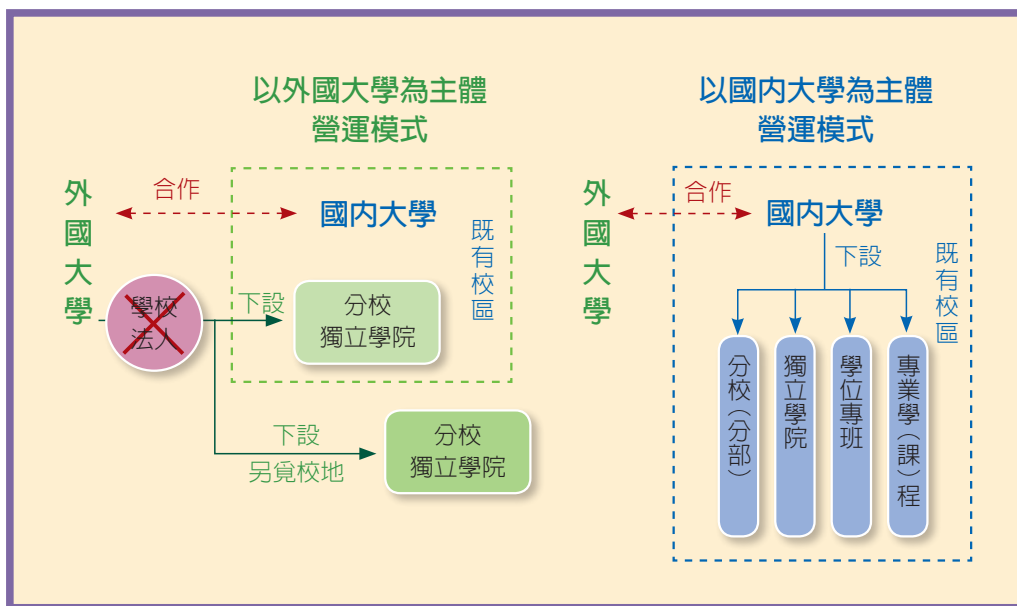 以外國大學為主體
營運模式
外國大學
合作
國內大學
既有校區
學校
法人
下設
分校
獨立學院
下設
另覓校地
分校
獨立學院
以國內大學為主體
營運模式
外國大學
合作
國內大學
既有校區
下設
分校（分部）
獨立學院
學位專班
專業學（課）程